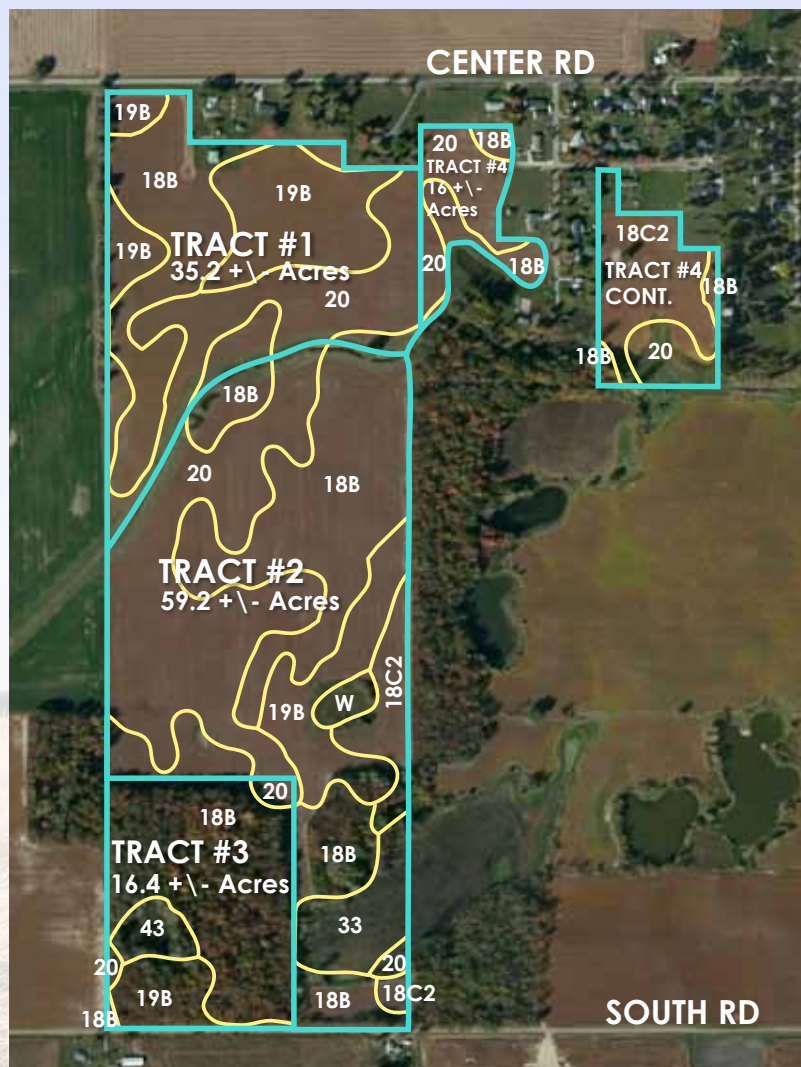 CENTER RD
19B
18B
19B
19B
TRACT #1
35.2 +\- Acres
20
20
18B
TRACT #4
16 +\-
Acres
20
18B
18C2
TRACT #4
CONT.
18B
18B
20
18B
20
18B
TRACT #2
59.2 +\- Acres
19B
W
18C2
20
18B
TRACT #3
16.4 +\- Acres
43
20
19B
18B
18B
33
20
18B
18C2
SOUTH RD